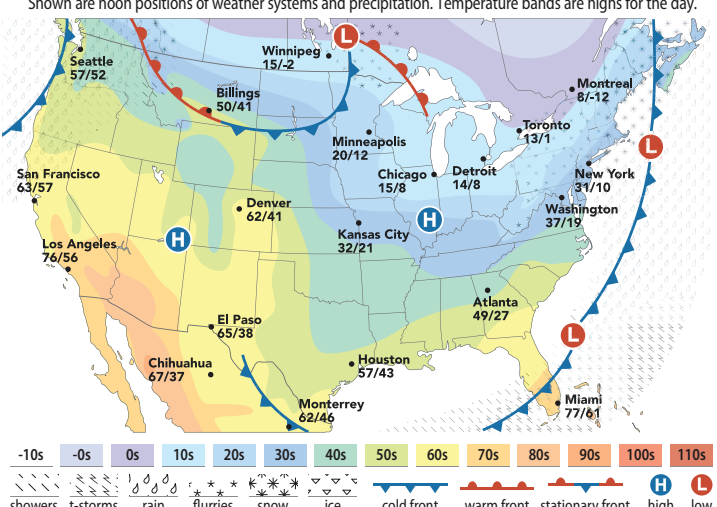 Shown are noon positions of weather systems and precipitation. Temperature bands are highs for the day.
L
Winnipeg
15/-2
Seattle
57/52
Billings
50/41
Montreal
8/-12
Toronto
13/1
L
Minneapolis
20/12
San Francisco
63/57
Chicago
15/8
Detroit
14/8
New York
31/10
Denver
62/41
Washington
37/19
H
H
Kansas City
32/21
Los Angeles
76/56
Atlanta
49/27
El Paso
65/38
L
Chihuahua
67/37
Houston
57/43
Monterrey
62/46
Miami
77/61
-10s -0s 0s 10s 20s 30s 40s 50s 60s 70s 80s 90s 100s 110s
H L
showers t-storms rain flurries snow ice cold front warm front stationary front high low